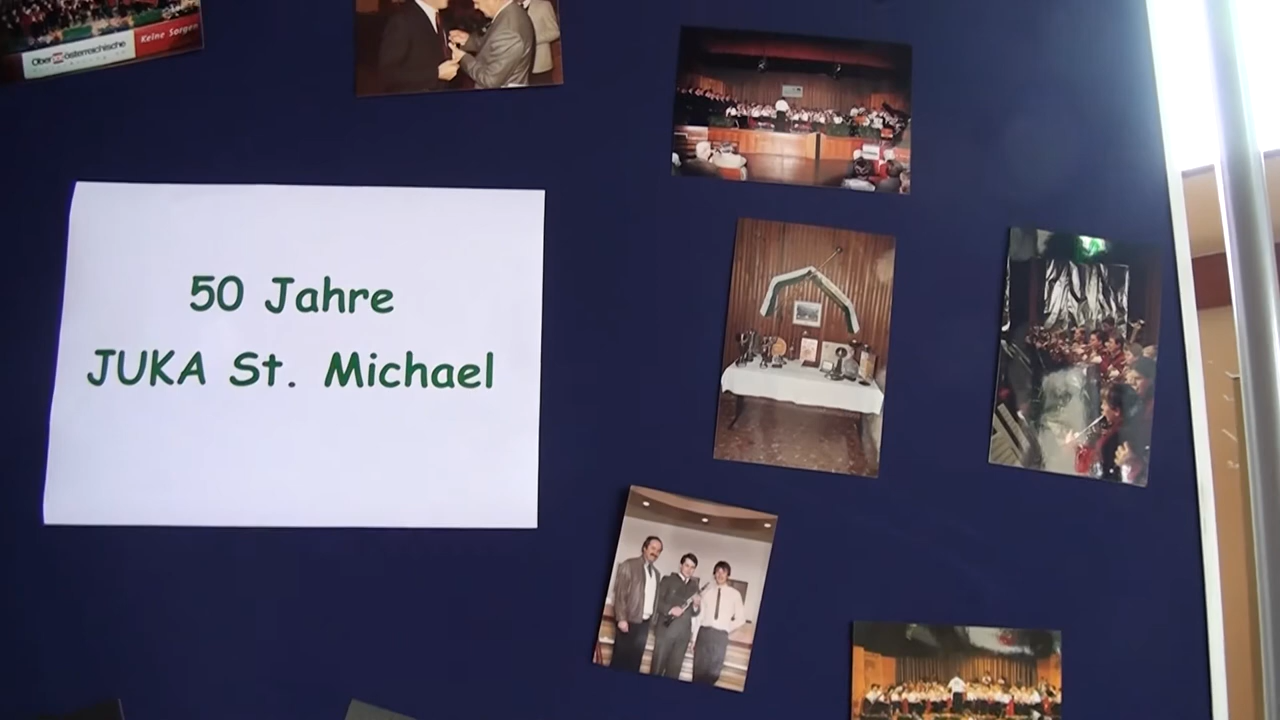 Oberösterreichische
Keine Sorgen
50 Jahre
JUKA St. Michael